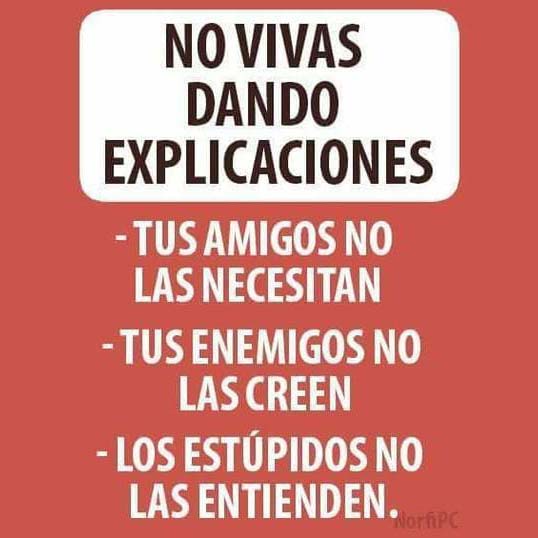 NO VIVAS
DANDO
EXPLICACIONES
- TUS AMIGOS NO
LAS NECESITAN
- TUS ENEMIGOS NO
LAS CREEN
- LOS ESTÚPIDOS NO
LAS ENTIENDEN.
NorfiPC